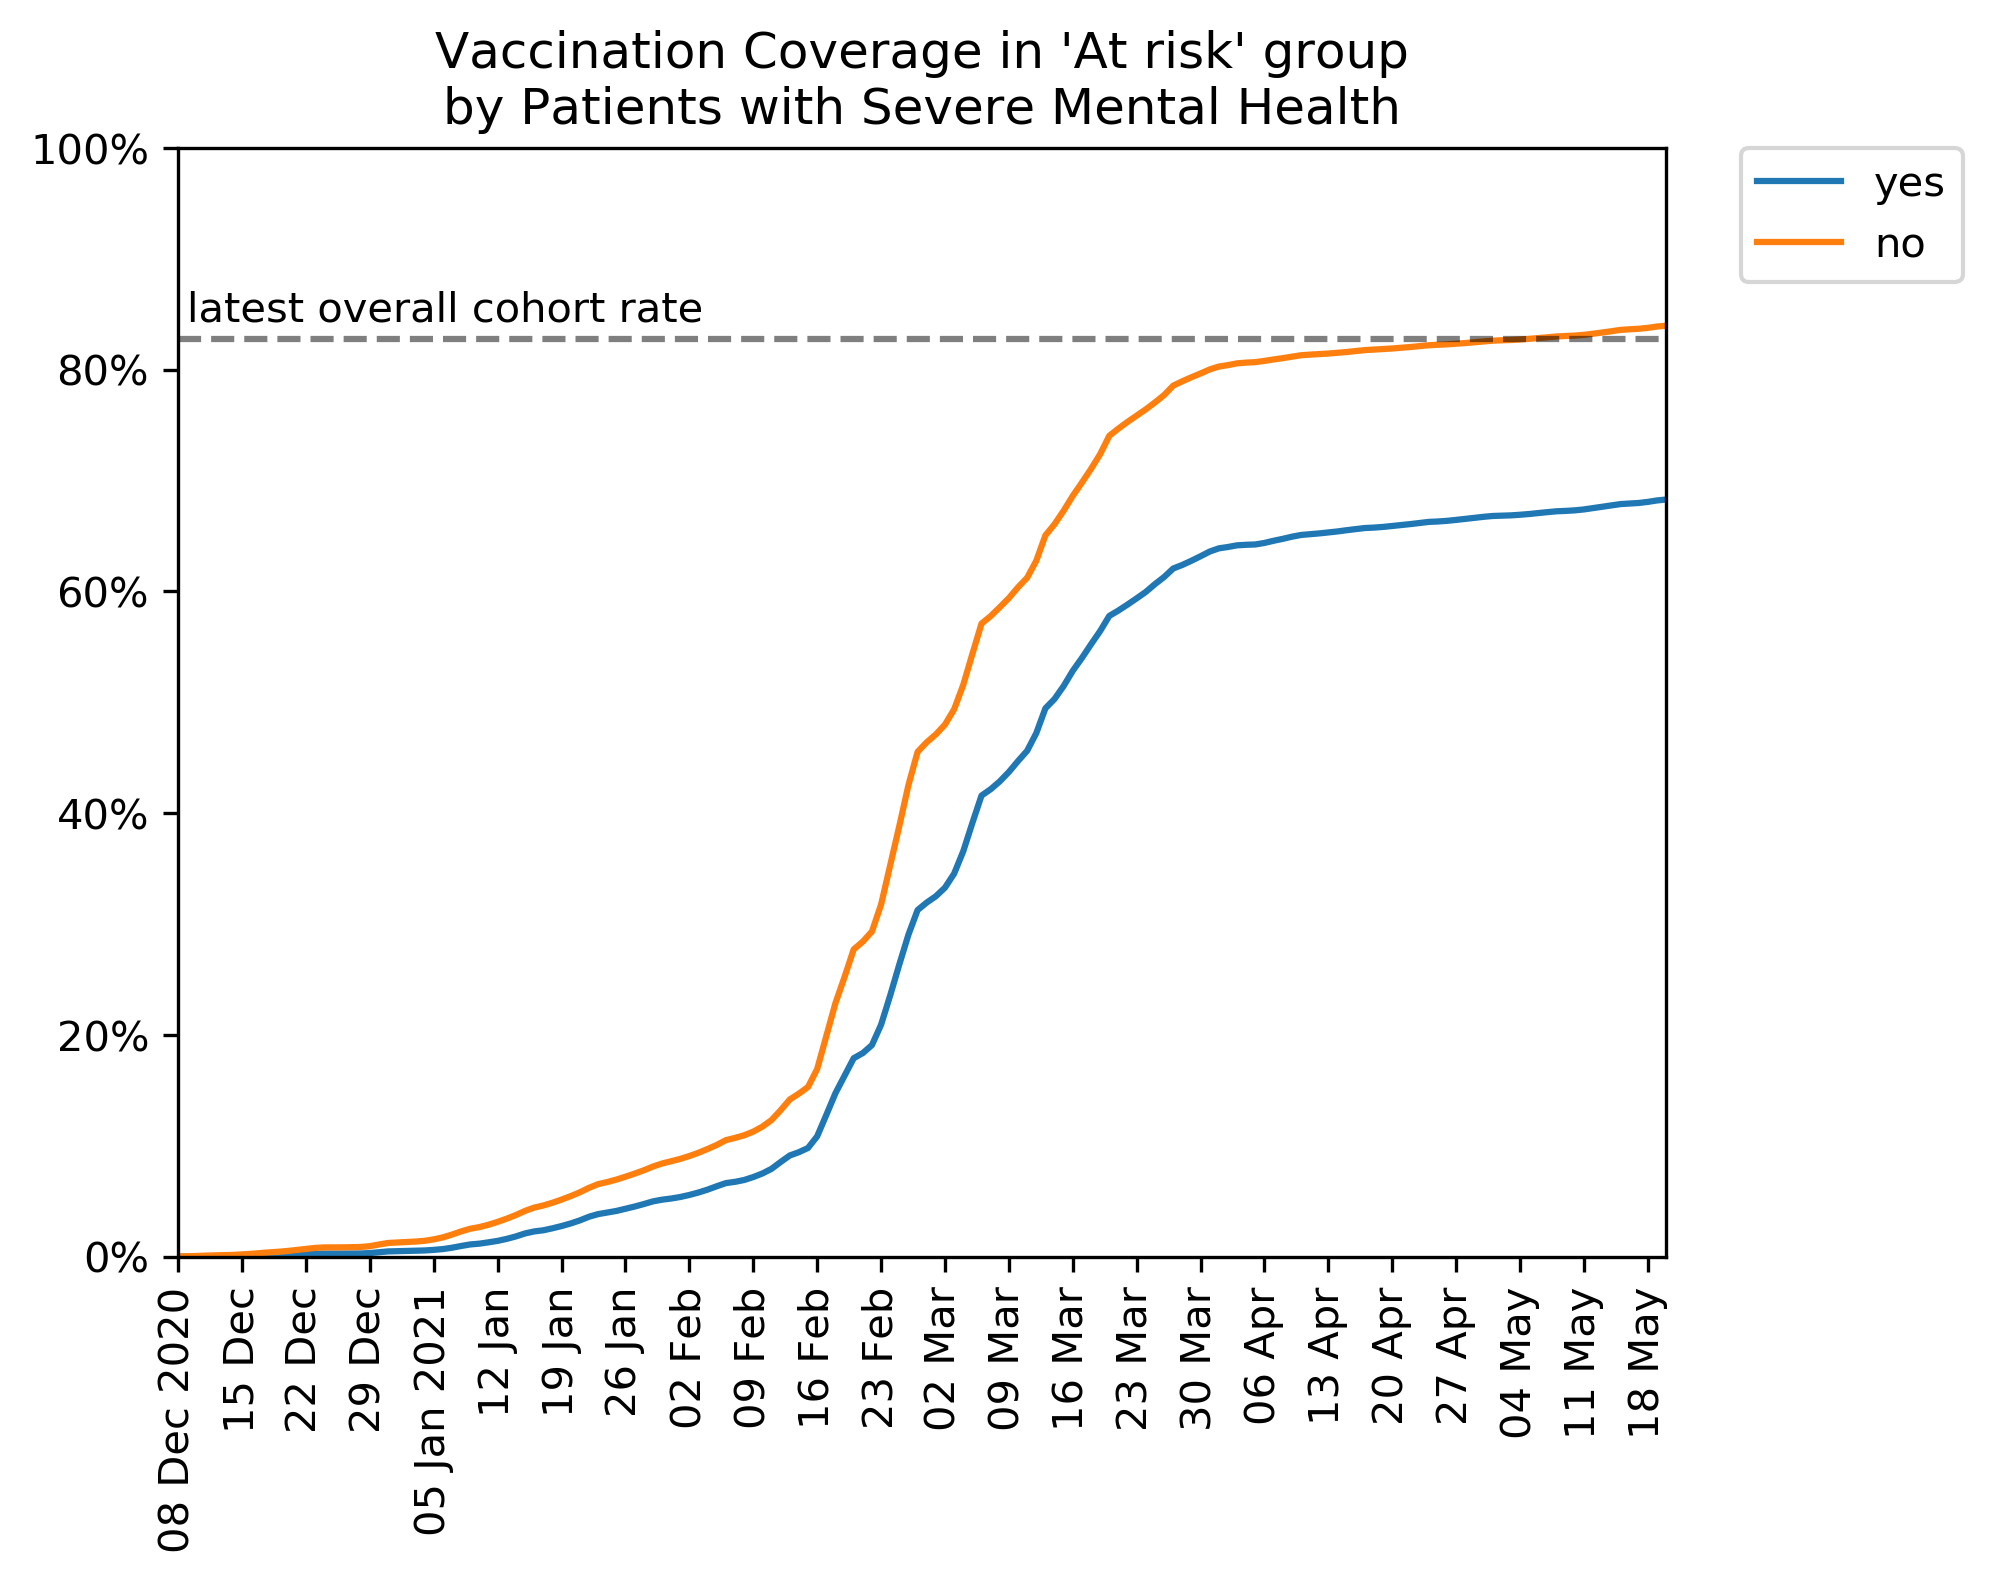 Vaccination Coverage in 'At risk' group
by Patients with Severe Mental Health
100%
80%
60%
40%
20%
0%
latest overall cohort rate
yes
no
08 Dec 2020
15 Dec
22 Dec
29 Dec
05 Jan 2021
12 Jan
19 Jan
26 Jan
02 Feb
09 Feb
16 Feb
23 Feb
02 Mar
09 Mar
16 Mar
23 Mar
30 Mar
06 Apr
13 Apr
20 Apr
27 Apr
04 May
11 May
18 May